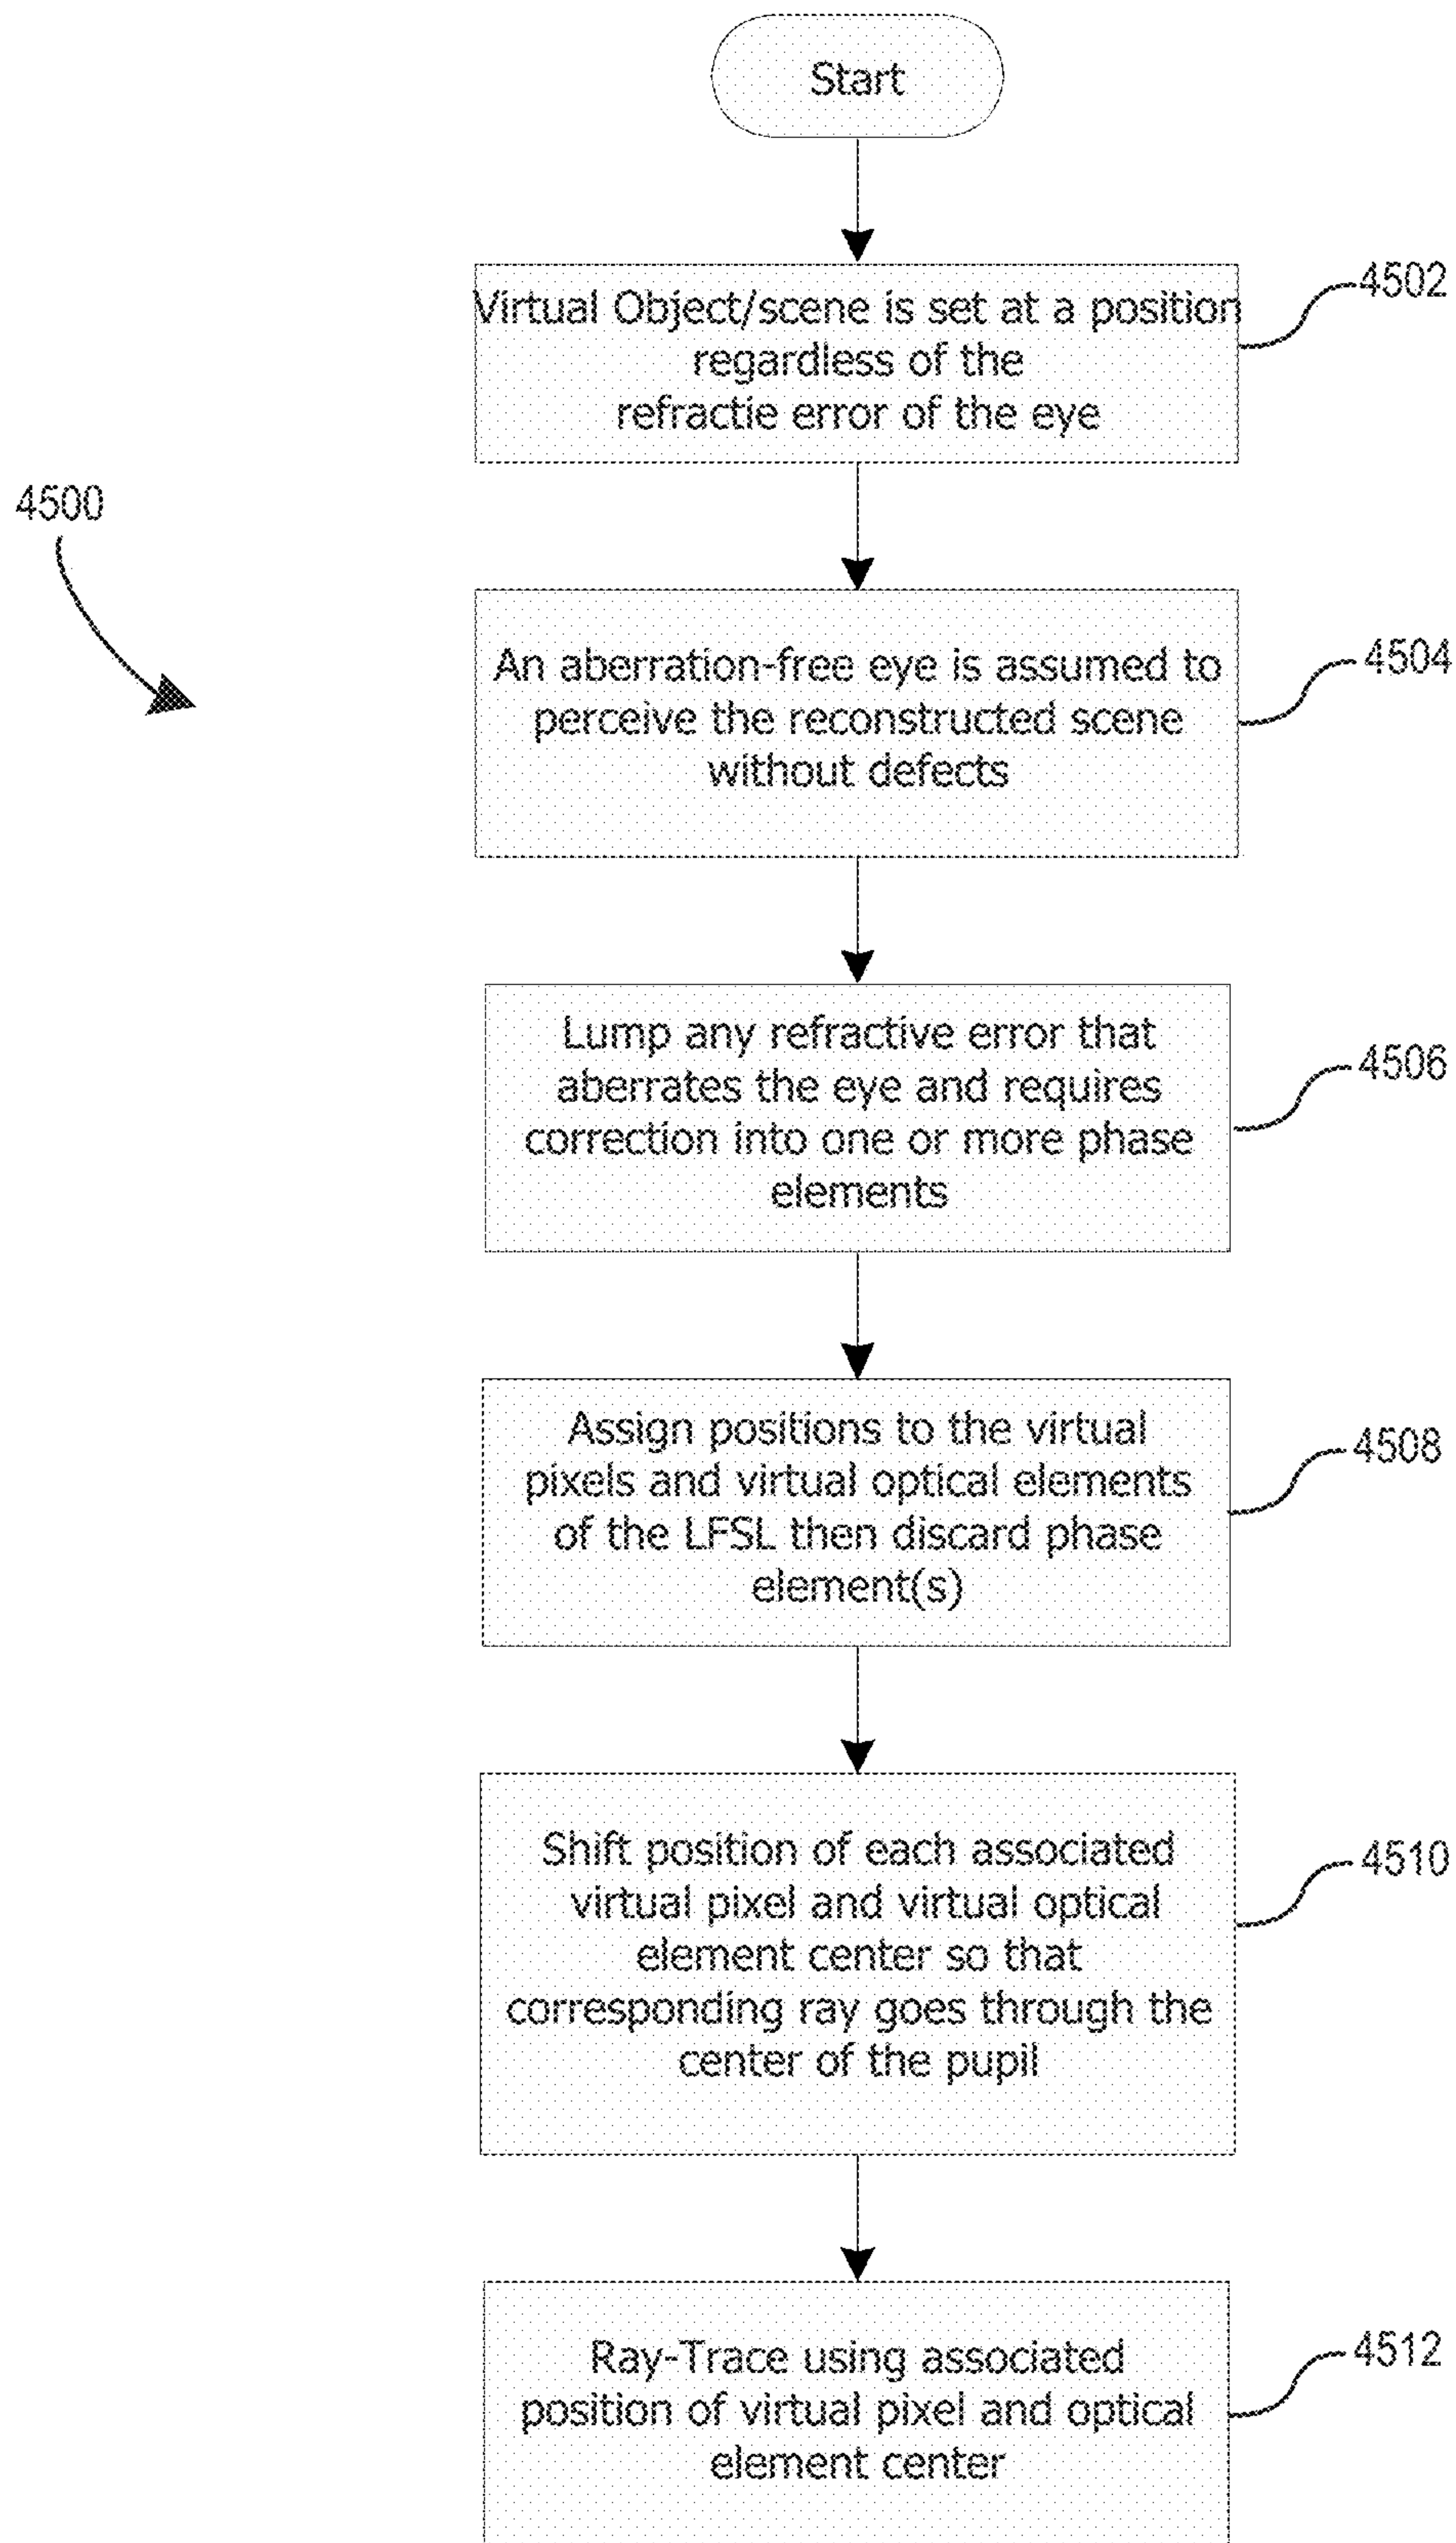 Start
Virtual Object/scene is set at a position
regardless of the
refractie error of the eye
4502
4500
An aberration-free eye is assumed to
perceive the reconstructed scene
without defects
4504
Lump any refractive error that
aberrates the eye and requires
correction into one or more phase
elements
4506
Assign positions to the virtual
pixels and virtual optical elements
of the LFSL then discard phase
element(s)
4508
Shift position of each associated
virtual pixel and virtual optical
element center so that
corresponding ray goes through the
center of the pupil
4510
Ray-Trace using associated
position of virtual pixel and optical
element center
4512